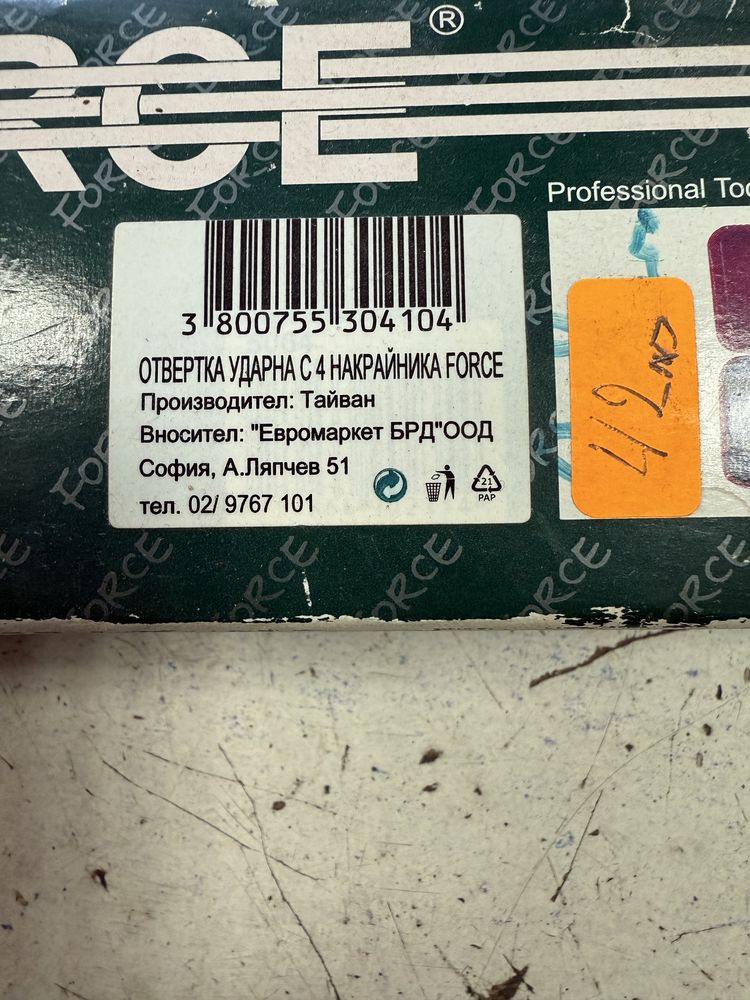 RCE®
Professional Too
3 800755 304104
ОТВЕРТКА УДАРНА С 4 НАКРАЙНИКА FORCE
Производител: Тайван
Вносител: "Евромаркет БРД"ООД
София, А.Ляпчев 51
тел. 02/ 9767 101
21
PAP
FORCE